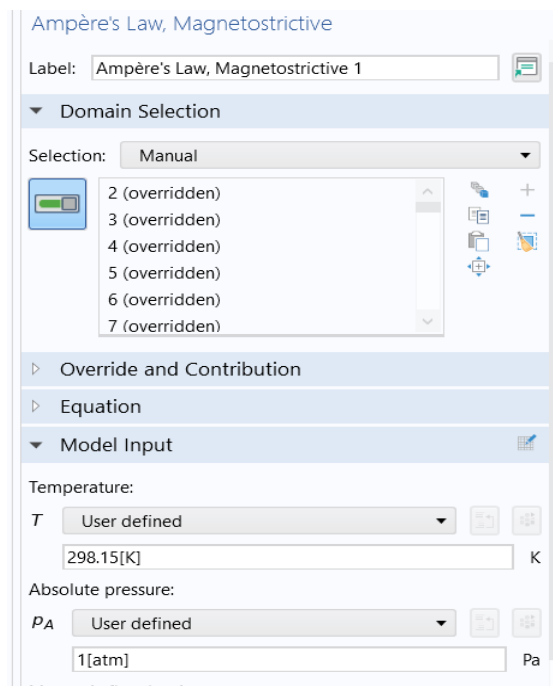 Ampère's Law, Magnetostrictive
Label: Ampère's Law, Magnetostrictive 1
Domain Selection
Selection: Manual
2 (overridden)
3 (overridden)
4 (overridden)
5 (overridden)
6 (overridden)
7 (overridden)
Override and Contribution
Equation
Model Input
Temperature:
T User defined
298.15[K] K
Absolute pressure:
pA User defined
1[atm] Pa